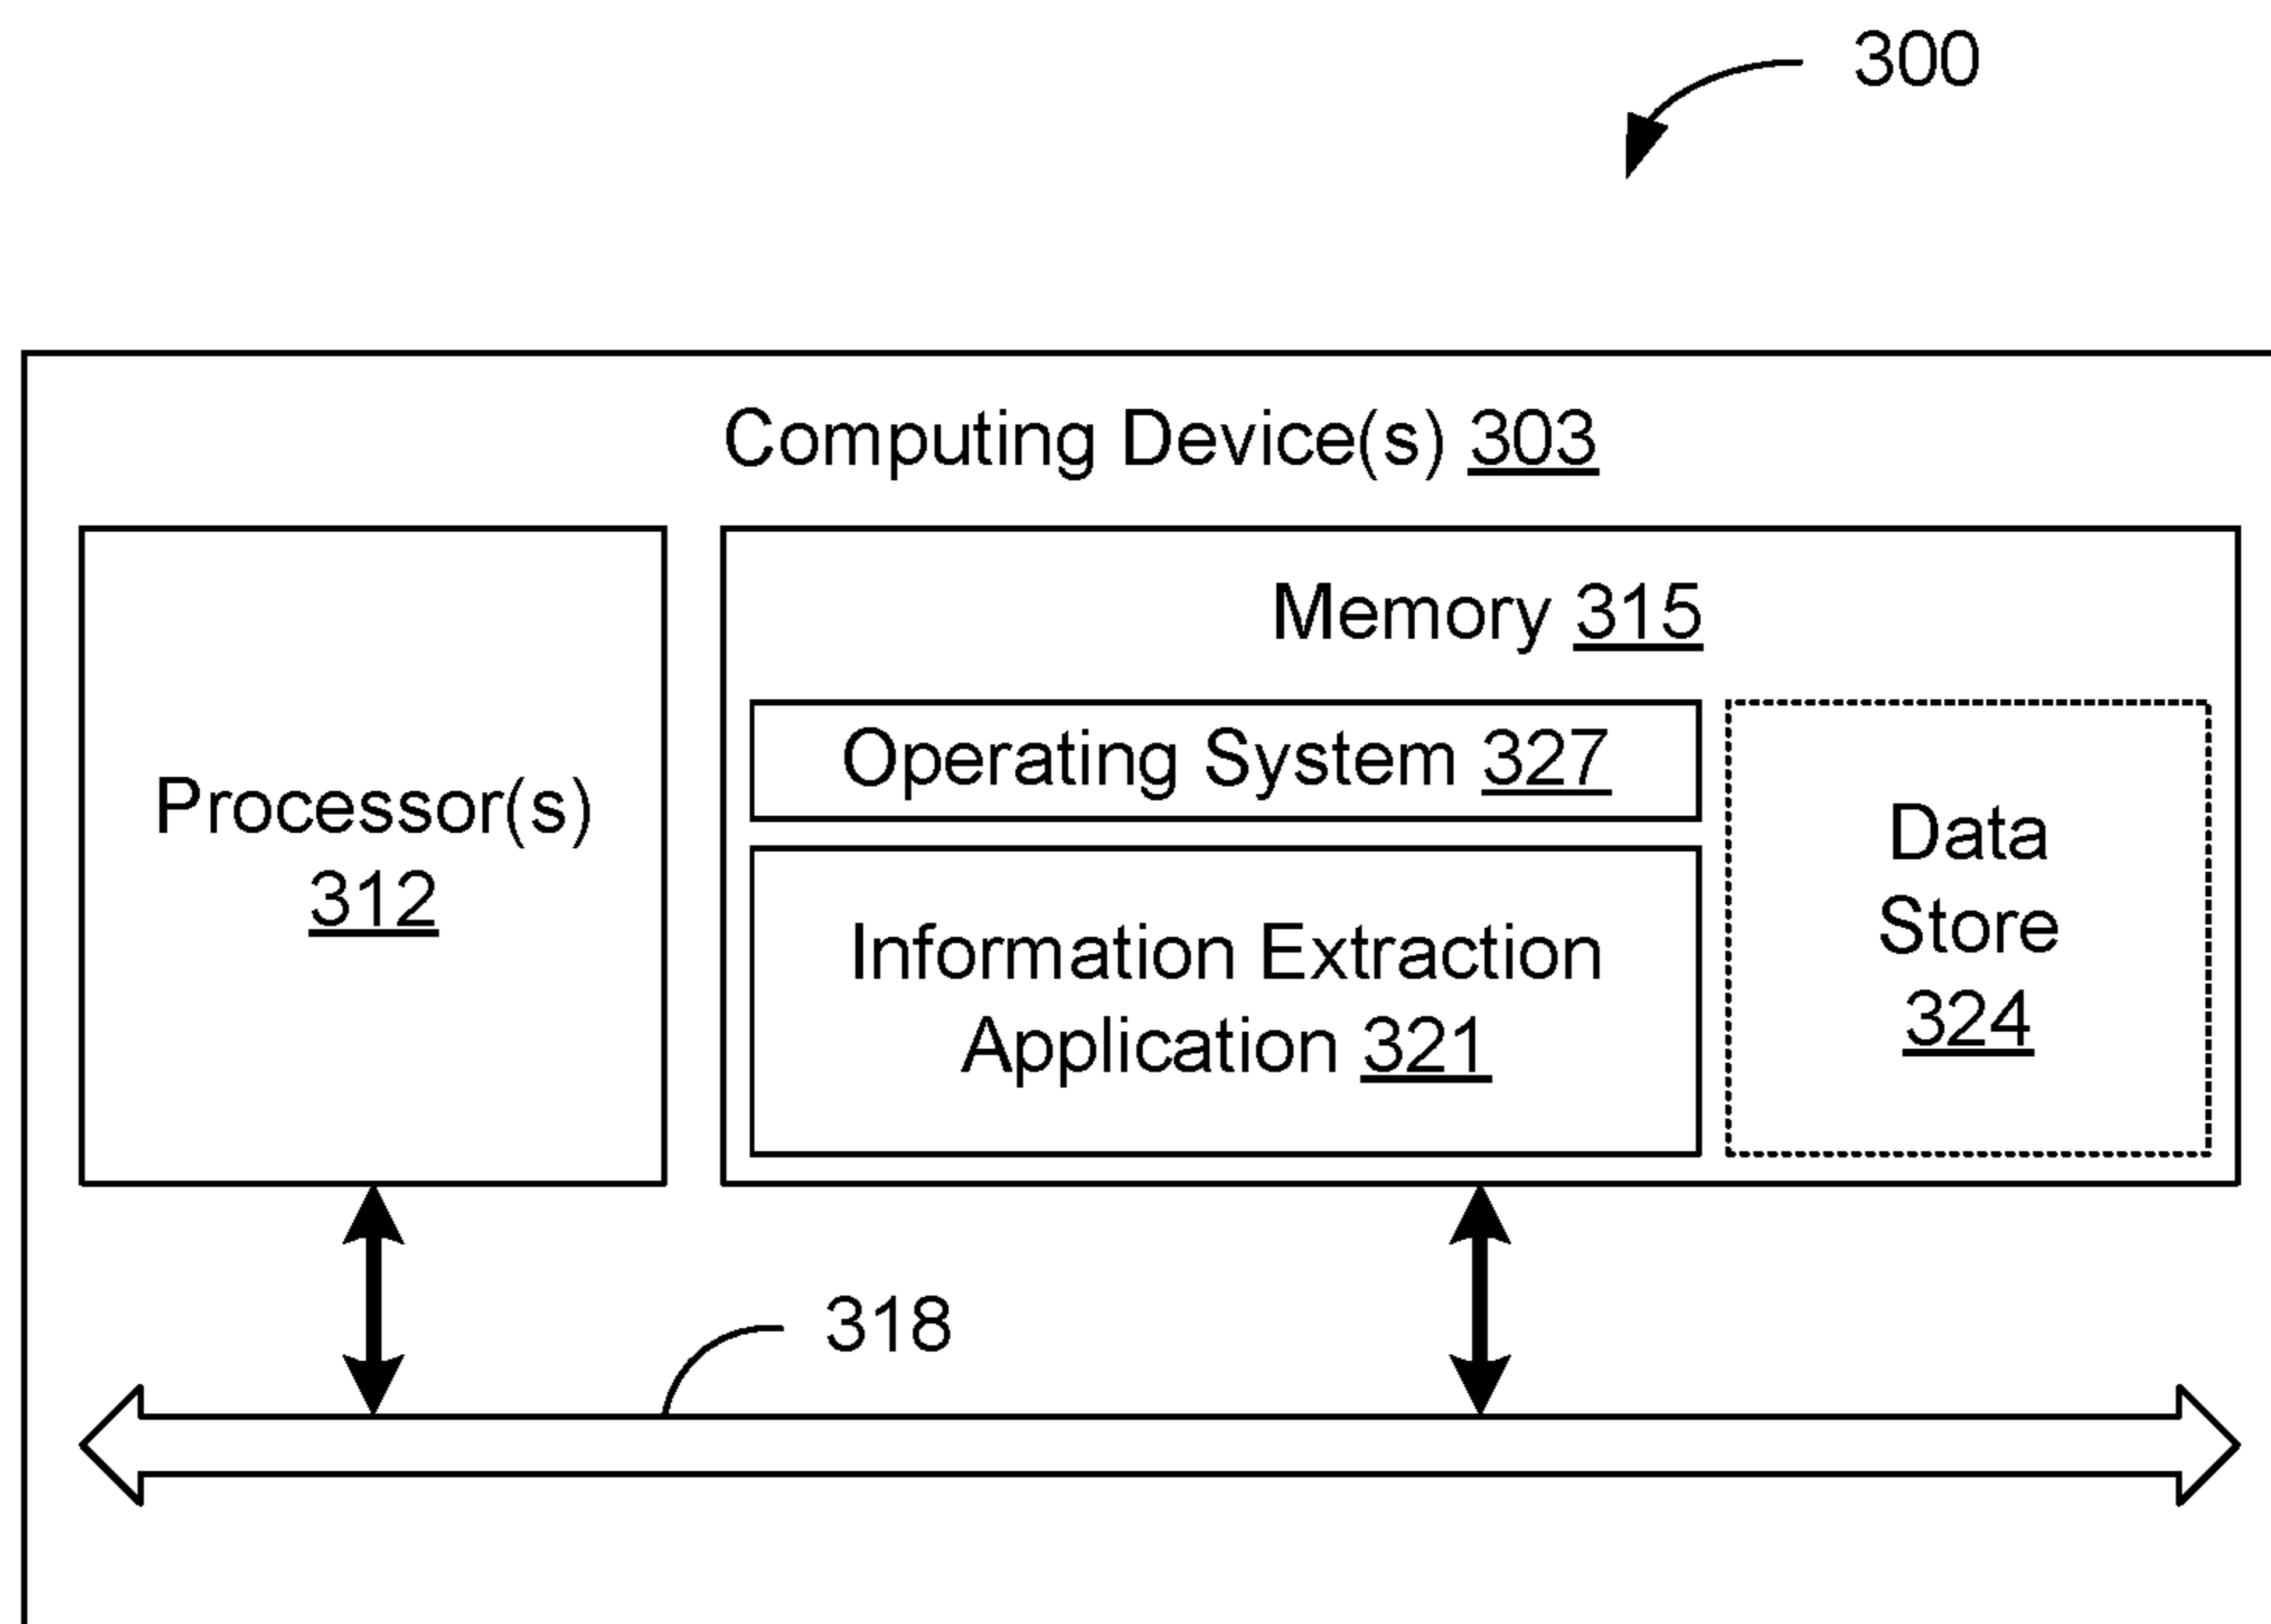 300
Computing Device(s) 303
Memory 315
Operating System 327
Processor(s)
312
Information Extraction
Application 321
Data
Store
324
318